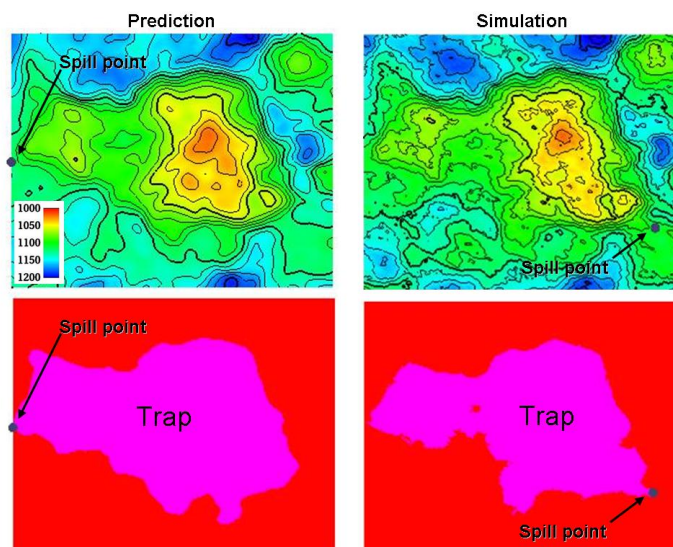 Prediction
Simulation
Spill point
1000
1050
1100
1150
1200
Spill point
Spill point
Trap
Trap
Spill point